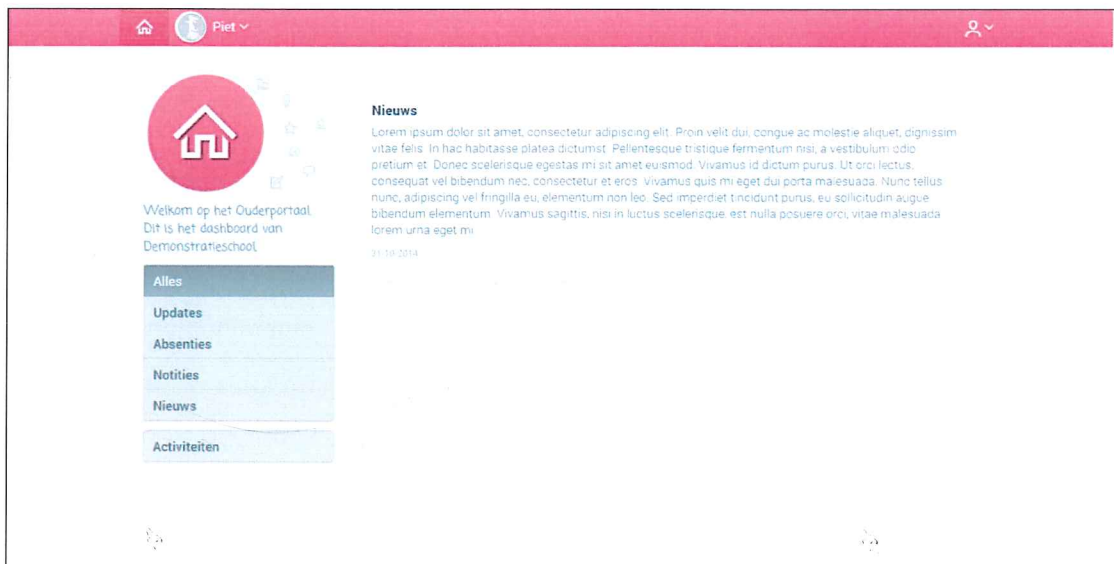 Piet
Welkom op het Ouderportaal.
Dit is het dashboard van
Demonstratieschool
Alles
Updates
Absenties
Notities
Nieuws
Activiteiten
Nieuws
Lorem ipsum dolor sit amet, consectetur adipiscing elit. Proin velit dui, congue ac molestie aliquet, dignissim
vitae felis. In hac habitasse platea dictumst. Pellentesque tristique fermentum nisi, a vestibulum odio
pretium et. Donec scelerisque egestas mi sit amet euismod. Vivamus id dictum purus. Ut orci lectus,
consequat vel bibendum nec, consectetur et eros. Vivamus quis mi eget dui porta malesuada. Nunc tellus
nunc, adipiscing vel fringilla eu, elementum non leo. Sed imperdiet tincidunt purus, eu sollicitudin augue
bibendum elementum. Vivamus sagittis, nisi in luctus scelerisque, est nulla posuere orci, vitae malesuada
lorem urna eget mi
31-10-2014